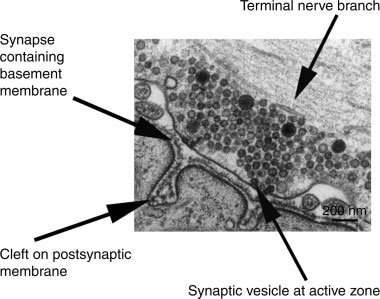 Terminal nerve branch
Synapse
containing
basement
membrane
200 nm
Cleft on postsynaptic
membrane
Synaptic vesicle at active zone